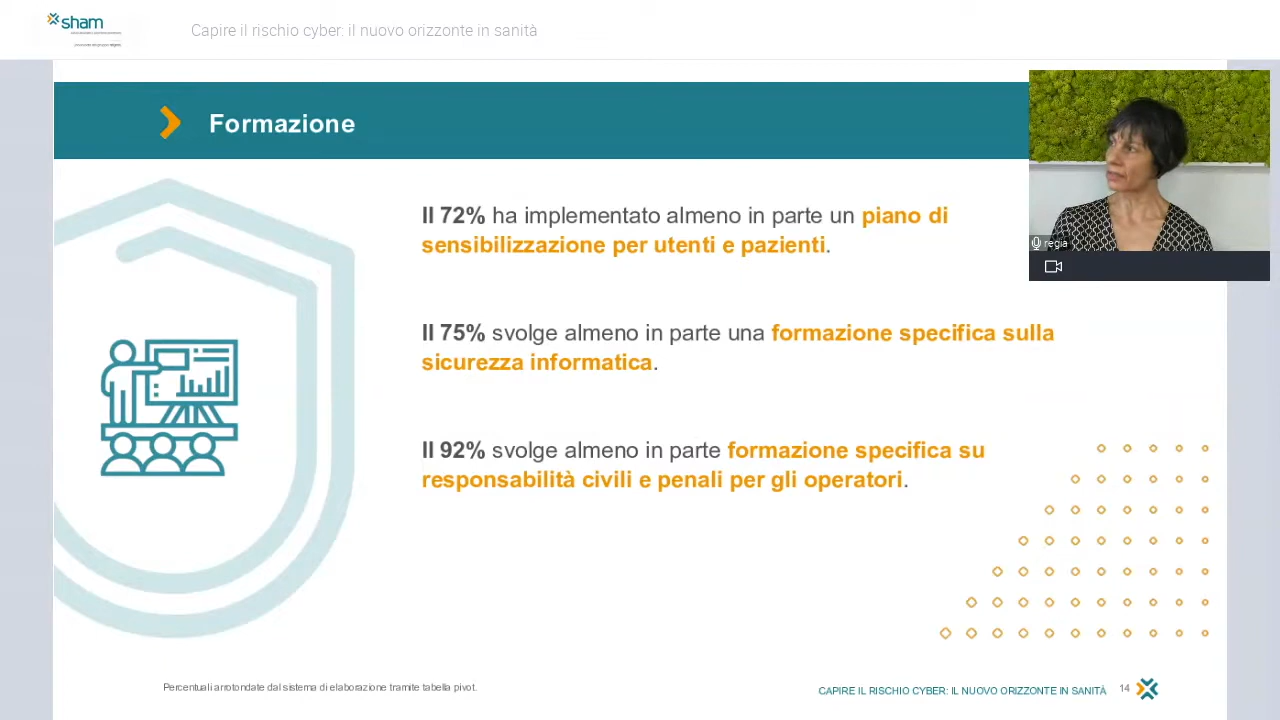 sham
Capire il rischio cyber: il nuovo orizzonte in sanità
Formazione
regia
Il 72% ha implementato almeno in parte un piano di
sensibilizzazione per utenti e pazienti.
Il 75% svolge almeno in parte una formazione specifica sulla
sicurezza informatica.
Il 92% svolge almeno in parte formazione specifica su
responsabilità civili e penali per gli operatori.
Percentuali arrotondate dal sistema di elaborazione tramite tabella pivot.
CAPIRE IL RISCHIO CYBER: IL NUOVO ORIZZONTE IN SANITÀ
14